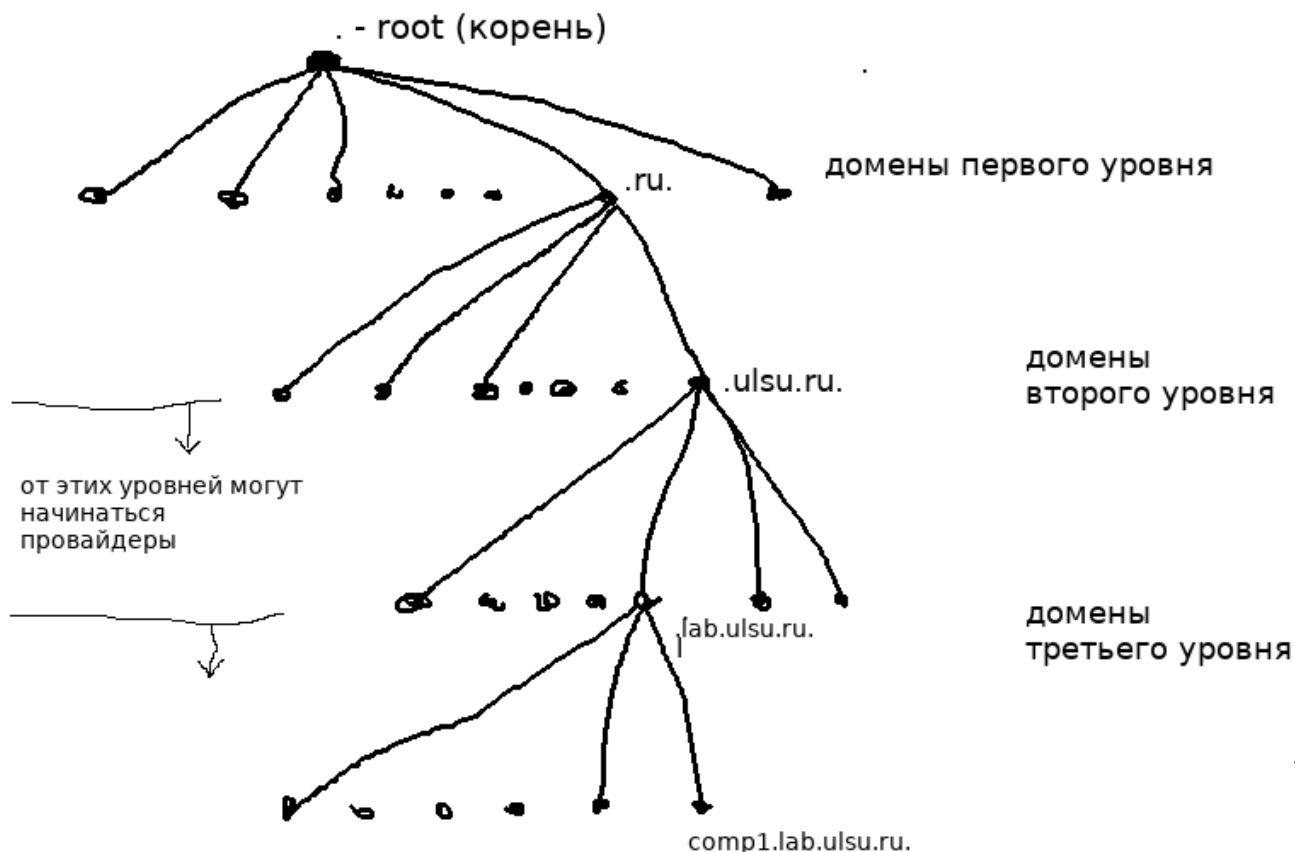 . - root (корень)
домены первого уровня
.ru.
домены
второго уровня
.ulsu.ru.
от этих уровней могут
начинаться
провайдеры
домены
третьего уровня
.lab.ulsu.ru.
comp1.lab.ulsu.ru.